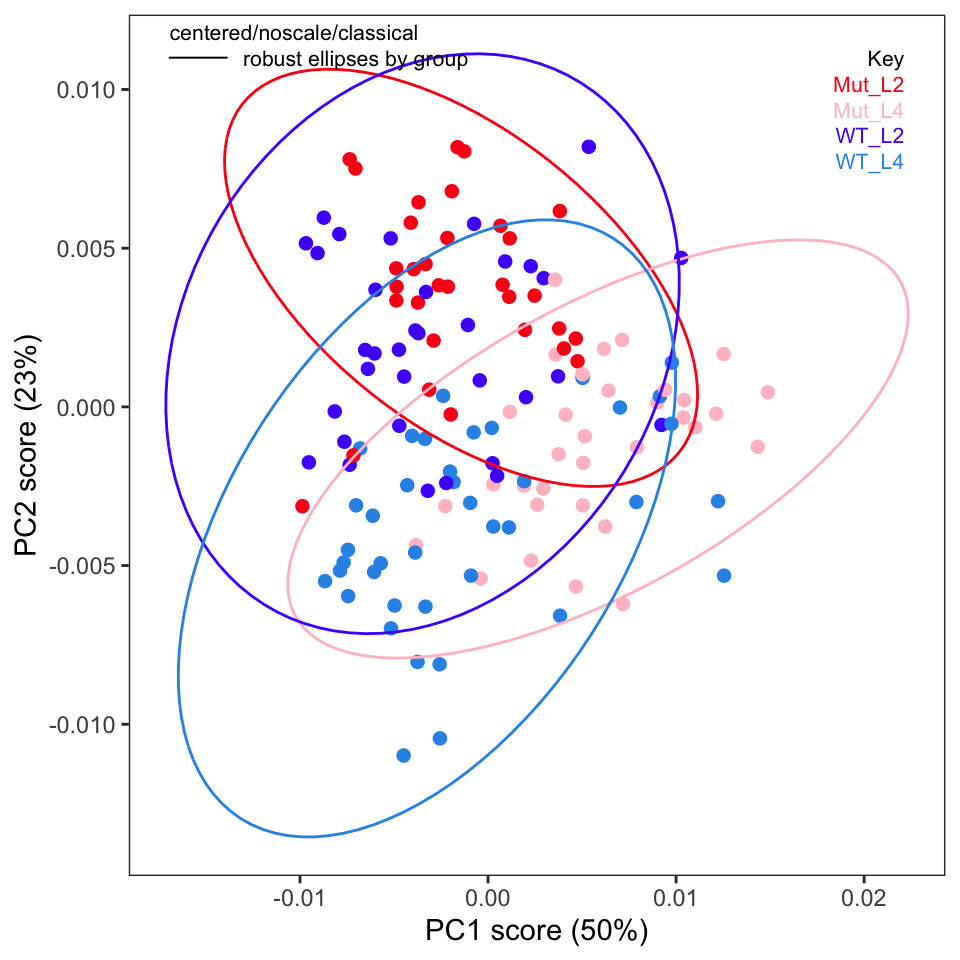 centered/noscale/classical
robust ellipses by group
Key
Mut_L2
Mut_L4
WT_L2
WT_L4
0.010
0.005
0.000
-0.005
-0.010
PC2 score (23%)
-0.01
0.00
0.01
0.02
PC1 score (50%)